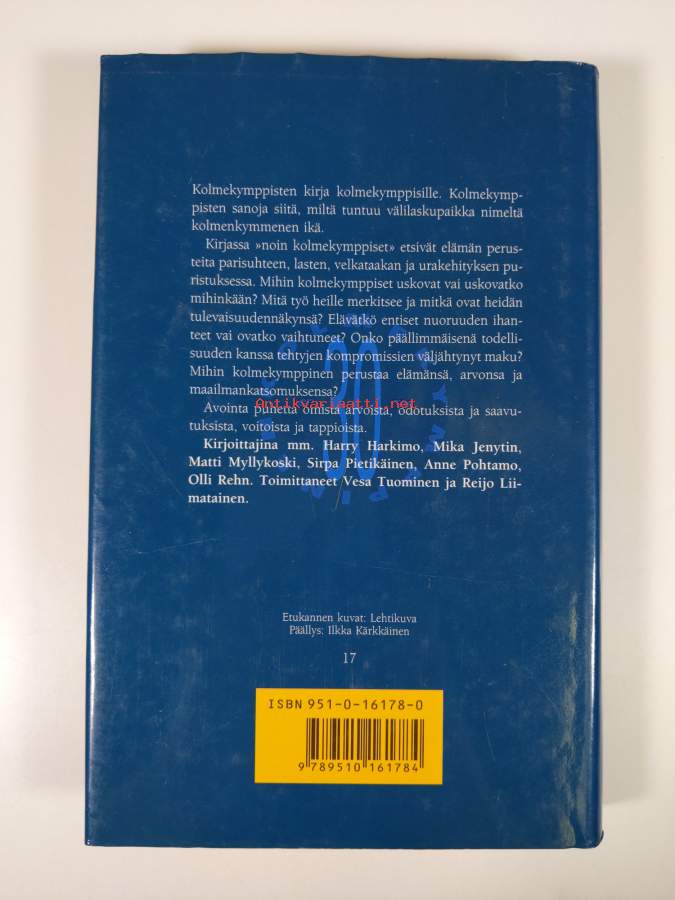 Kolmekymppisten kirja kolmekymppisille. Kolmekymp-
pisten sanoja siitä, miltä tuntuu välilaskupaikka nimeltä
kolmenkymmenen ikä.
Kirjassa »noin kolmekymppiset» etsivät elämän perus-
teita parisuhteen, lasten, velkataakan ja urakehityksen pu-
ristuksessa. Mihin kolmekymppiset uskovat vai uskovatko
mihinkään? Mitä työ heille merkitsee ja mitkä ovat heidän
tulevaisuudennäkynsä? Elävätkö entiset nuoruuden ihan-
teet vai ovatko vaihtuneet? Onko päällimmäisenä todelli-
suuden kanssa tehtyjen kompromissien väljähtynyt maku?
Mihin kolmekymppinen perustaa elämänsä, arvonsa ja
maailmankatsomuksensa?
Antikvariaatti.net
Avointa puhetta omista arvoista, odotuksista ja saavu-
tuksista, voitoista ja tappioista.
Kirjoittajina mm. Harry Harkimo, Mika Jenytin,
Matti Myllykoski, Sirpa Pietikäinen, Anne Pohtamo,
Olli Rehn. Toimittaneet Vesa Tuominen ja Reijo Lii-
matainen.
30
Etukannen kuvat: Lehtikuva
Päällys: Ilkka Kärkkäinen
17
ISBN 951-0-16178-0
9 789510 161784